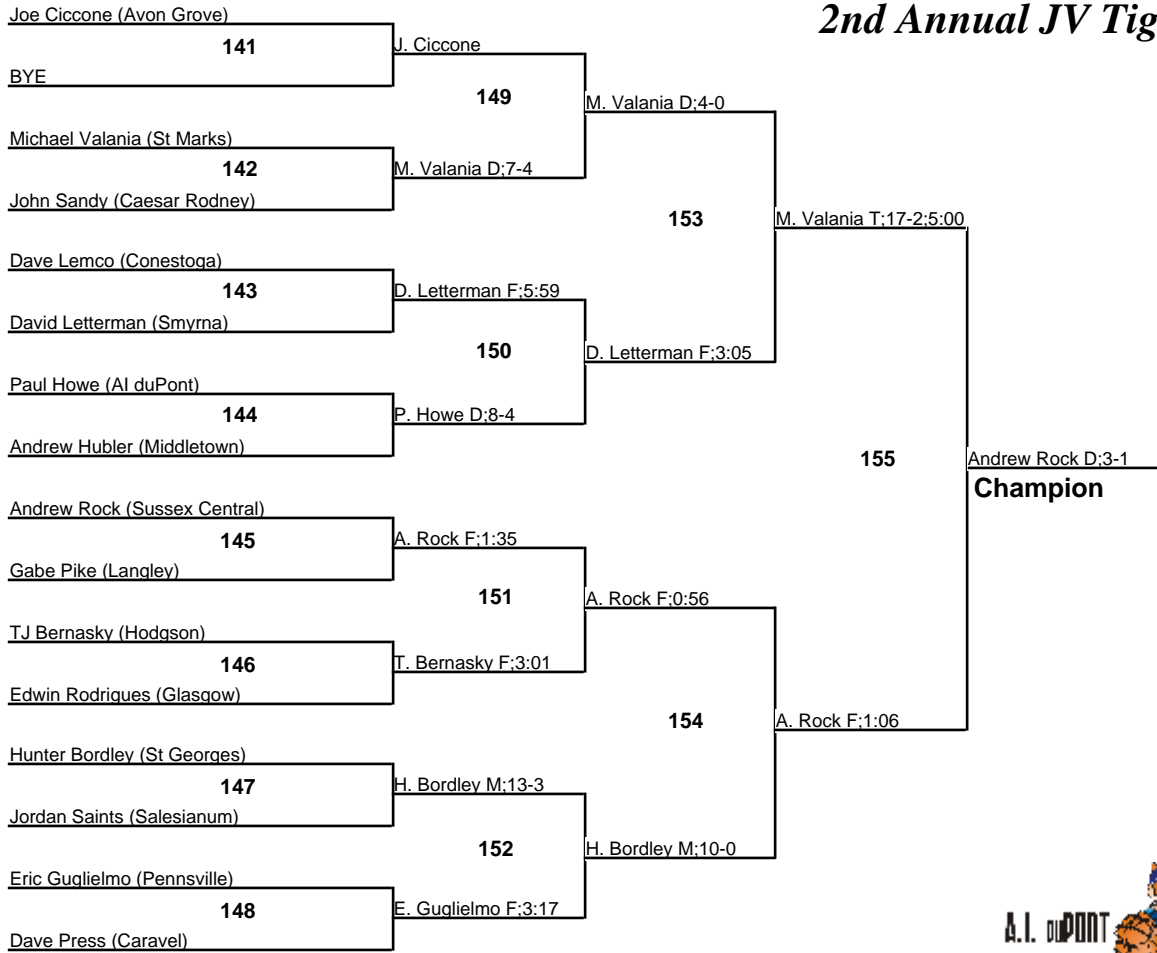 2nd Annual JV Tig
Joe Ciccone (Avon Grove)
141
BYE
J. Ciccone
149
Michael Valania (St Marks)
142
John Sandy (Caesar Rodney)
M. Valania D;7-4
M. Valania D;4-0
153
Dave Lemco (Conestoga)
143
David Letterman (Smyrna)
D. Letterman F;5:59
150
Paul Howe (AI duPont)
144
Andrew Hubler (Middletown)
P. Howe D;8-4
D. Letterman F;3:05
M. Valania T;17-2;5:00
155
Andrew Rock D;3-1
Champion
Andrew Rock (Sussex Central)
145
Gabe Pike (Langley)
A. Rock F;1:35
151
TJ Bernasky (Hodgson)
146
Edwin Rodrigues (Glasgow)
T. Bernasky F;3:01
A. Rock F;0:56
154
A. Rock F;1:06
Hunter Bordley (St Georges)
147
Jordan Saints (Salesianum)
H. Bordley M;13-3
152
Eric Guglielmo (Pennsville)
148
Dave Press (Caravel)
E. Guglielmo F;3:17
H. Bordley M;10-0
A.I. duPONT